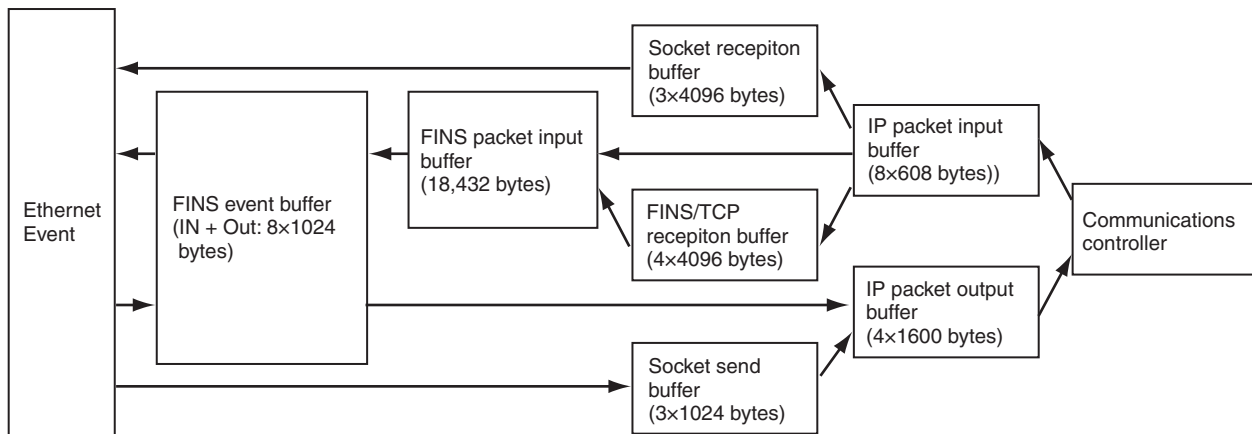 Ethernet
Event
FINS event buffer
(IN + Out: 8×1024
bytes)
FINS packet input
buffer
(18,432 bytes)
Socket recepiton
buffer
(3×4096 bytes)
FINS/TCP
recepiton buffer
(4×4096 bytes)
Socket send
buffer
(3×1024 bytes)
IP packet input
buffer
(8×608 bytes))
IP packet output
buffer
(4×1600 bytes)
Communications
controller